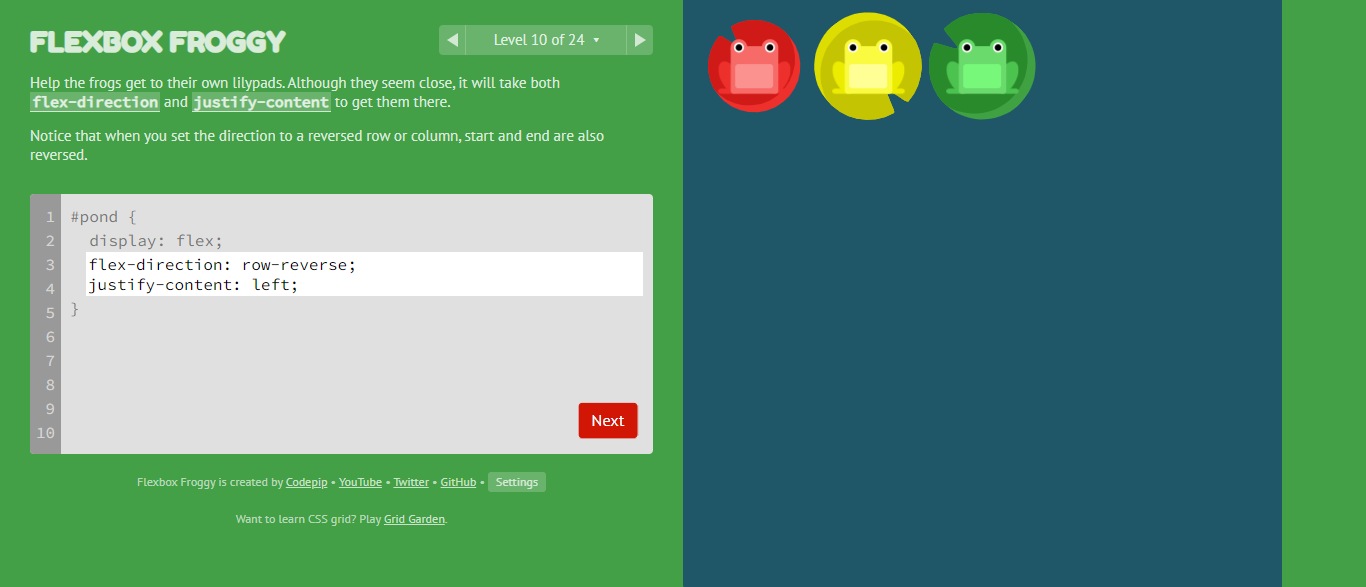 FLEXBOX FROGGY
◀ Level 10 of 24 ▼ ▶
Help the frogs get to their own lilypads. Although they seem close, it will take both
flex-direction and justify-content to get them there.
Notice that when you set the direction to a reversed row or column, start and end are also
reversed.
1 #pond {
2 display: flex;
3 flex-direction: row-reverse;
4 justify-content: left;
5 }
6
7
8
9
10
Next
Flexbox Froggy is created by Codepip • YouTube • Twitter • GitHub • Settings
Want to learn CSS grid? Play Grid Garden.